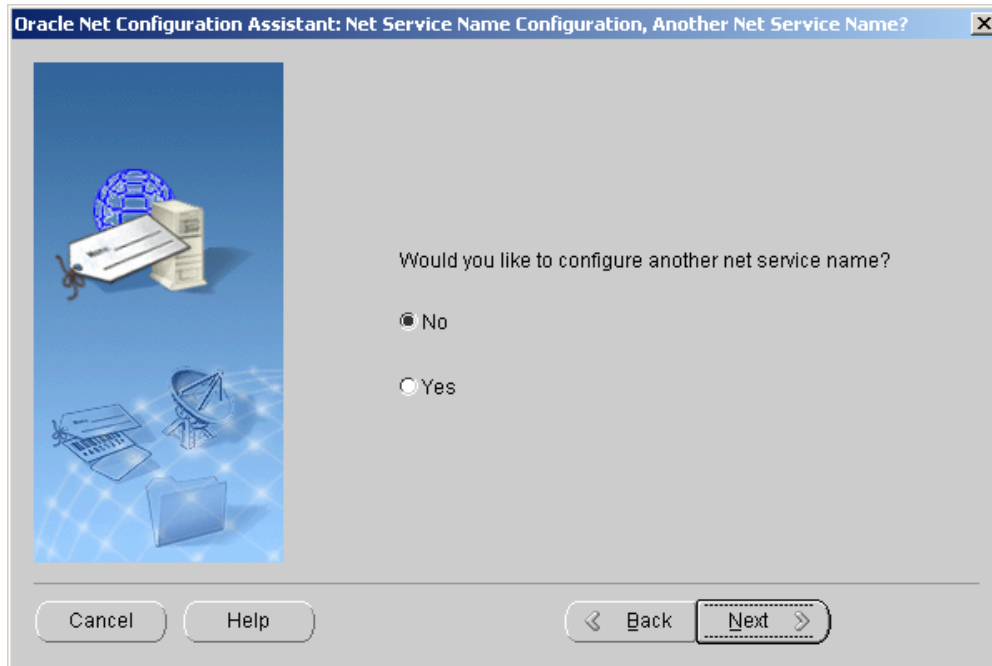 Oracle Net Configuration Assistant: Net Service Name Configuration, Another Net Service Name?
Would you like to configure another net service name?
No
Yes
Cancel
Help
Back
Next